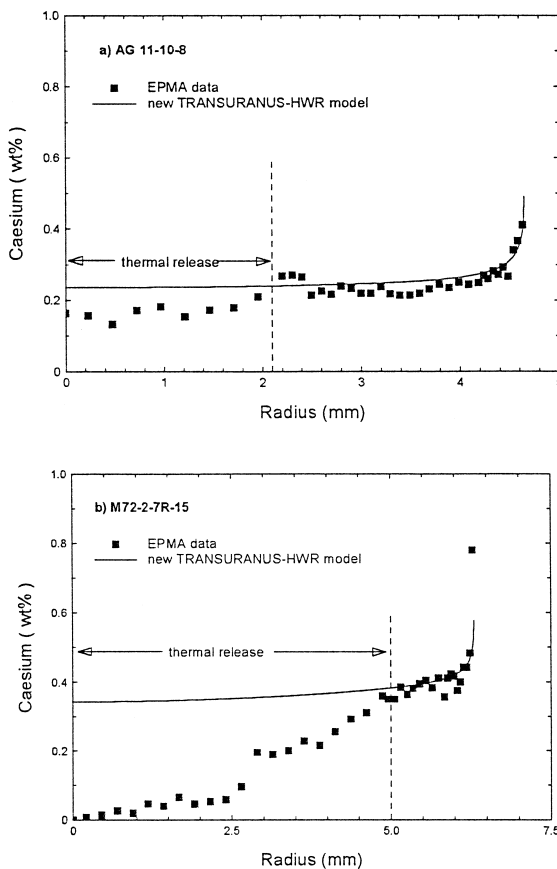 1.0
a) AG 11-10-8
EPMA data
new TRANSURANUS-HWR model
0.8
0.6
0.4
0.2
0
Caesium ( wt% )
thermal release
0 1 2 3 4 5
Radius (mm)
1.0
b) M72-2-7R-15
EPMA data
new TRANSURANUS-HWR model
0.8
0.6
0.4
0.2
0
Caesium ( wt% )
thermal release
0 2.5 5.0 7.5
Radius (mm)